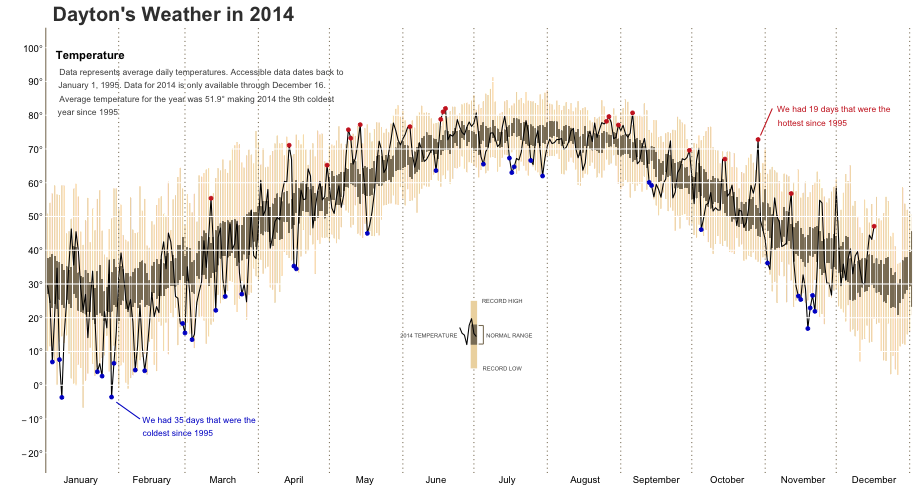 Dayton's Weather in 2014
Temperature
Data represents average daily temperatures. Accessible data dates back to
January 1, 1995. Data for 2014 is only available through December 16.
Average temperature for the year was 51.9° making 2014 the 9th coldest
year since 1995
100°
90°
80°
70°
60°
50°
40°
30°
20°
10°
0°
−10°
−20°
We had 19 days that were the
hottest since 1995
RECORD HIGH
2014 TEMPERATURE
NORMAL RANGE
RECORD LOW
We had 35 days that were the
coldest since 1995
January February March April May June July August September October November December